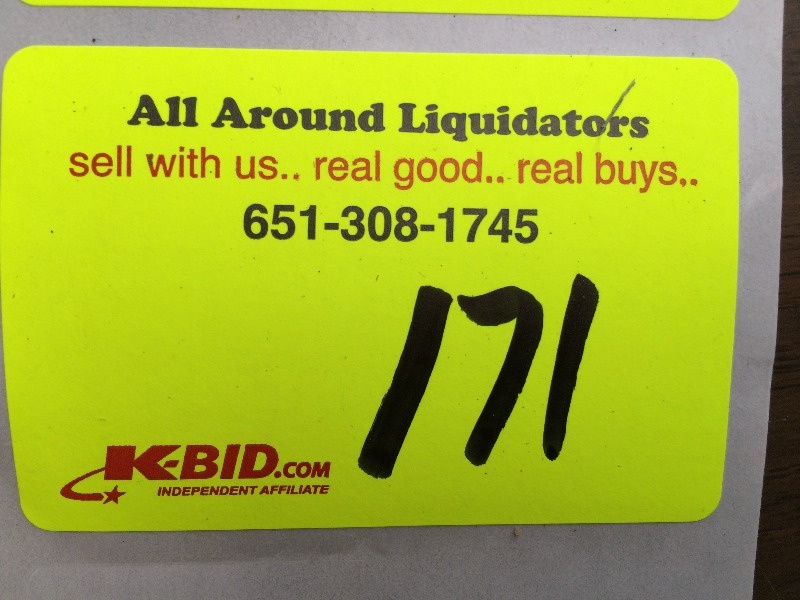 All Around Liquidators
sell with us.. real good.. real buys..
651-308-1745
171
K-BID.COM
INDEPENDENT AFFILIATE